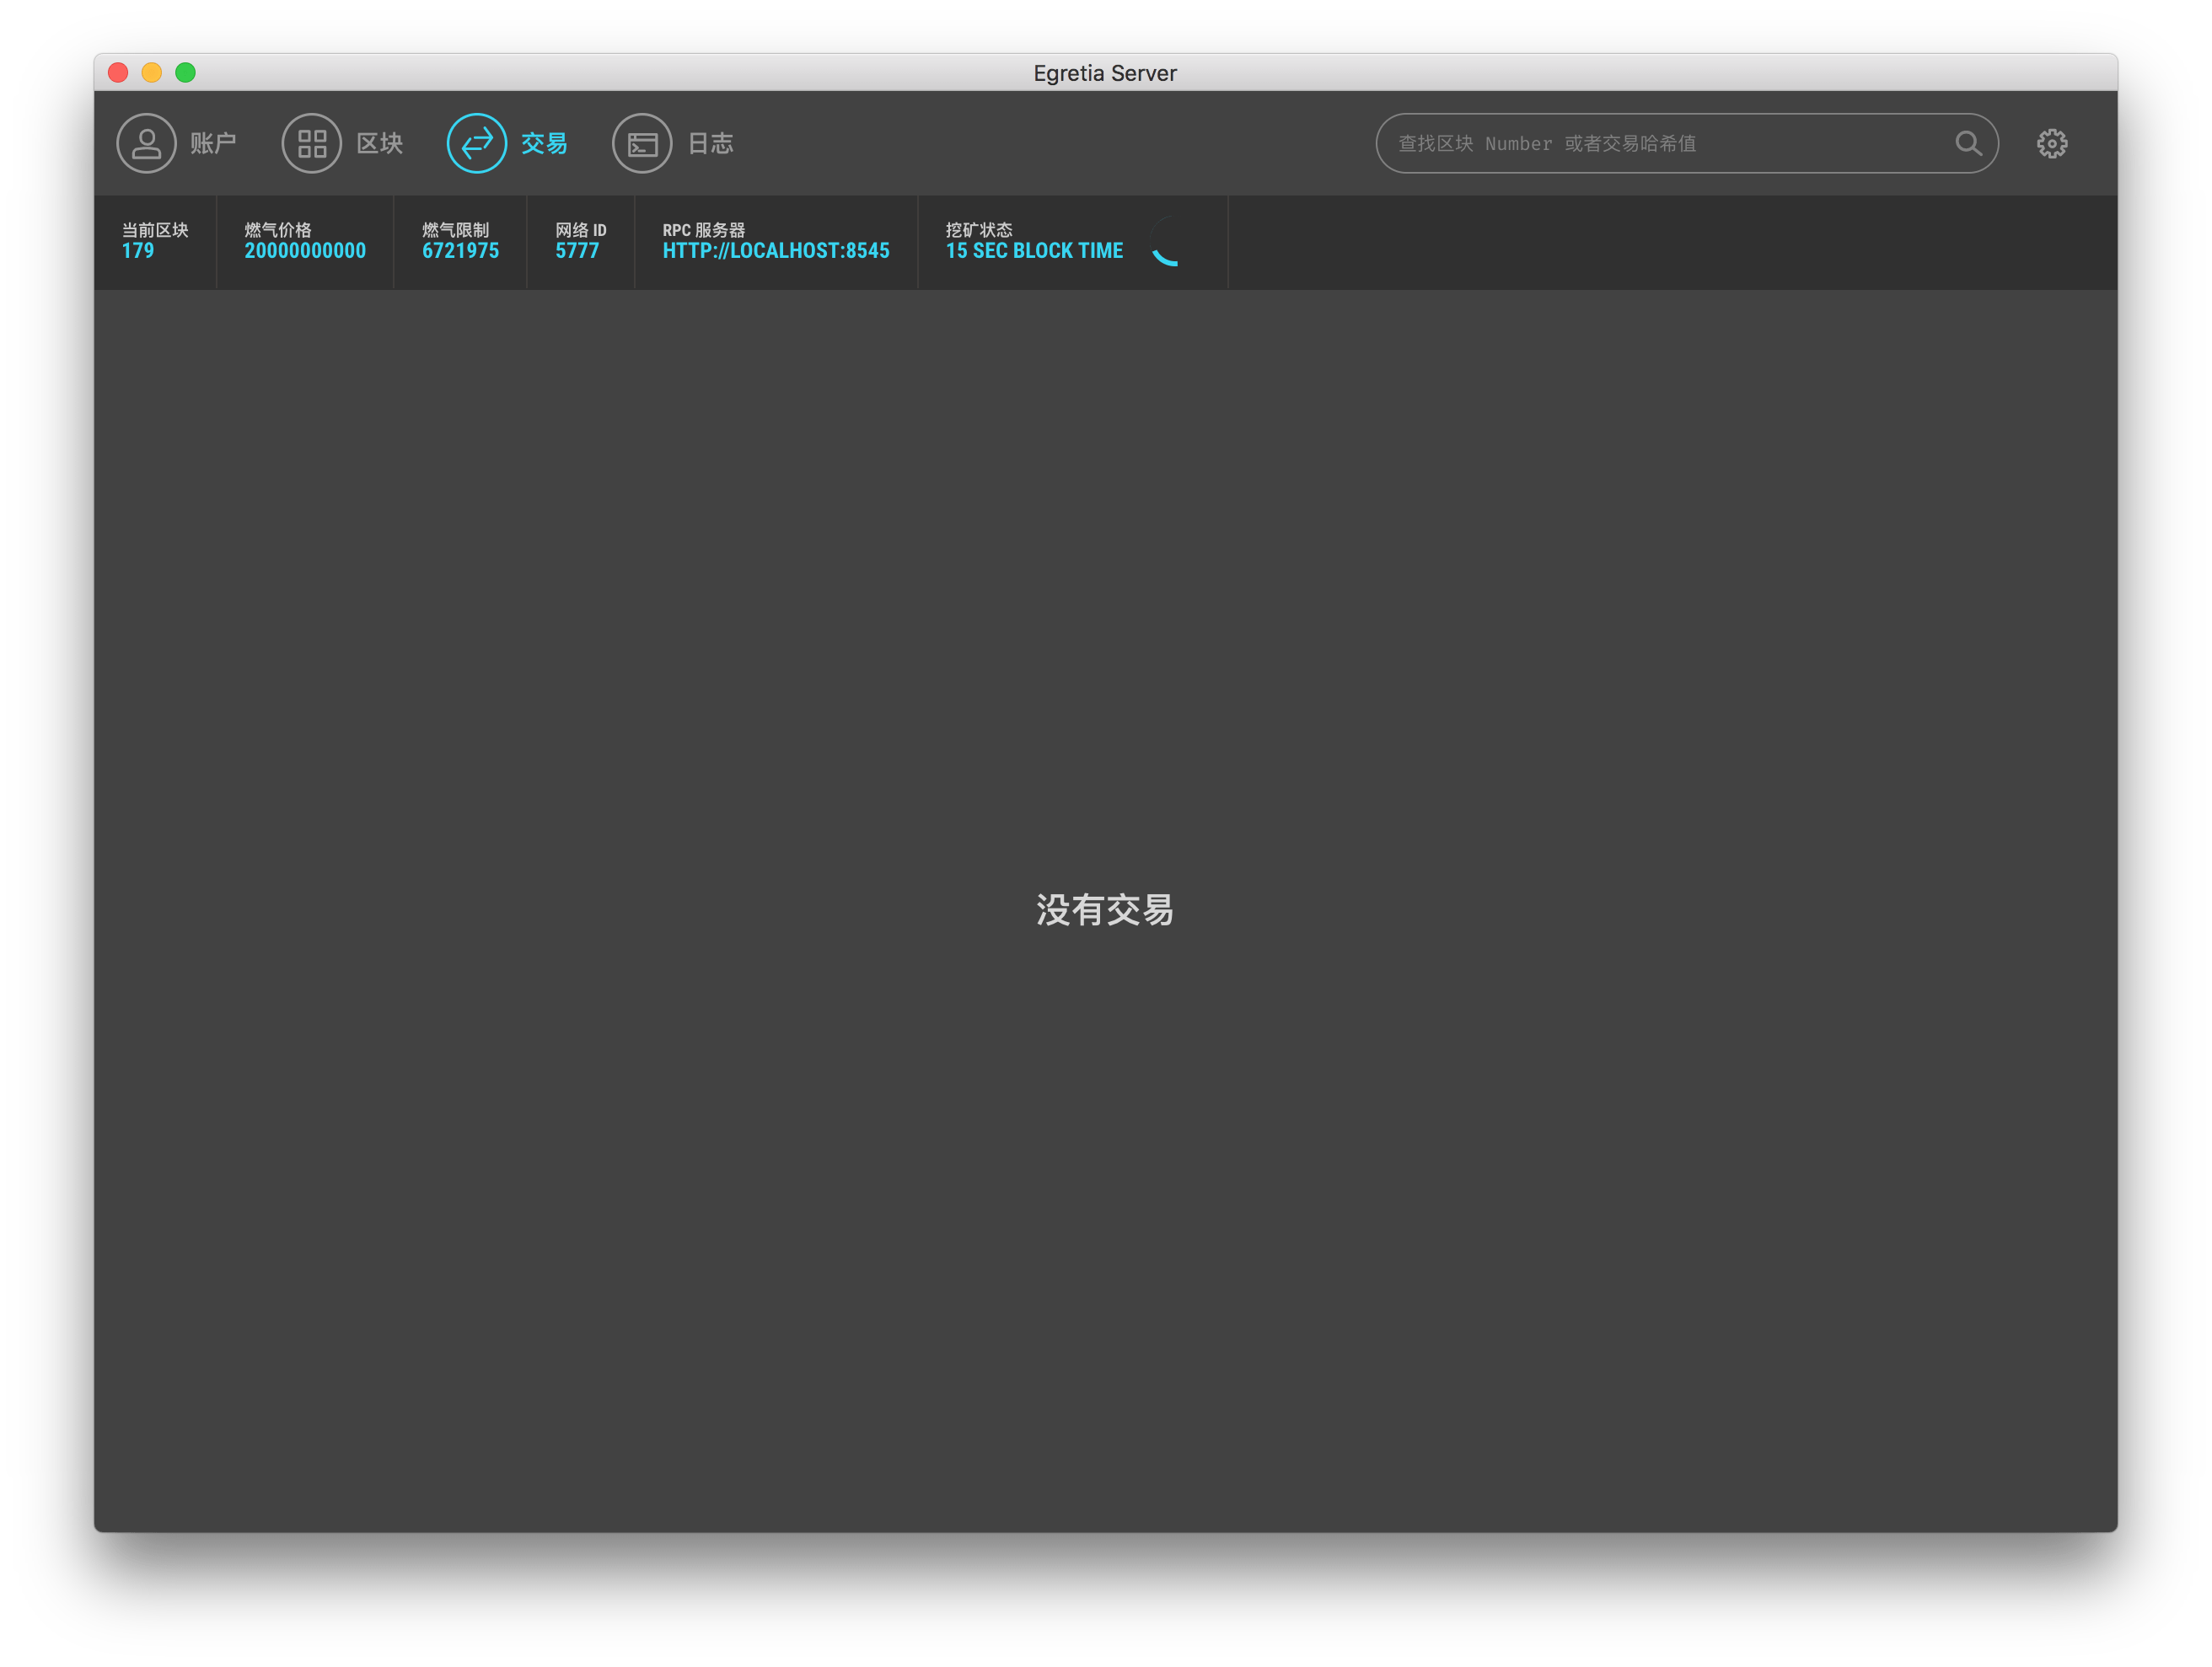 Egretia Server
账户 区块 交易 日志 查找区块 Number 或者交易哈希值
当前区块 燃气价格 燃气限制 网络 ID RPC 服务器 挖矿状态
179 20000000000 6721975 5777 HTTP://LOCALHOST:8545 15 SEC BLOCK TIME
没有交易